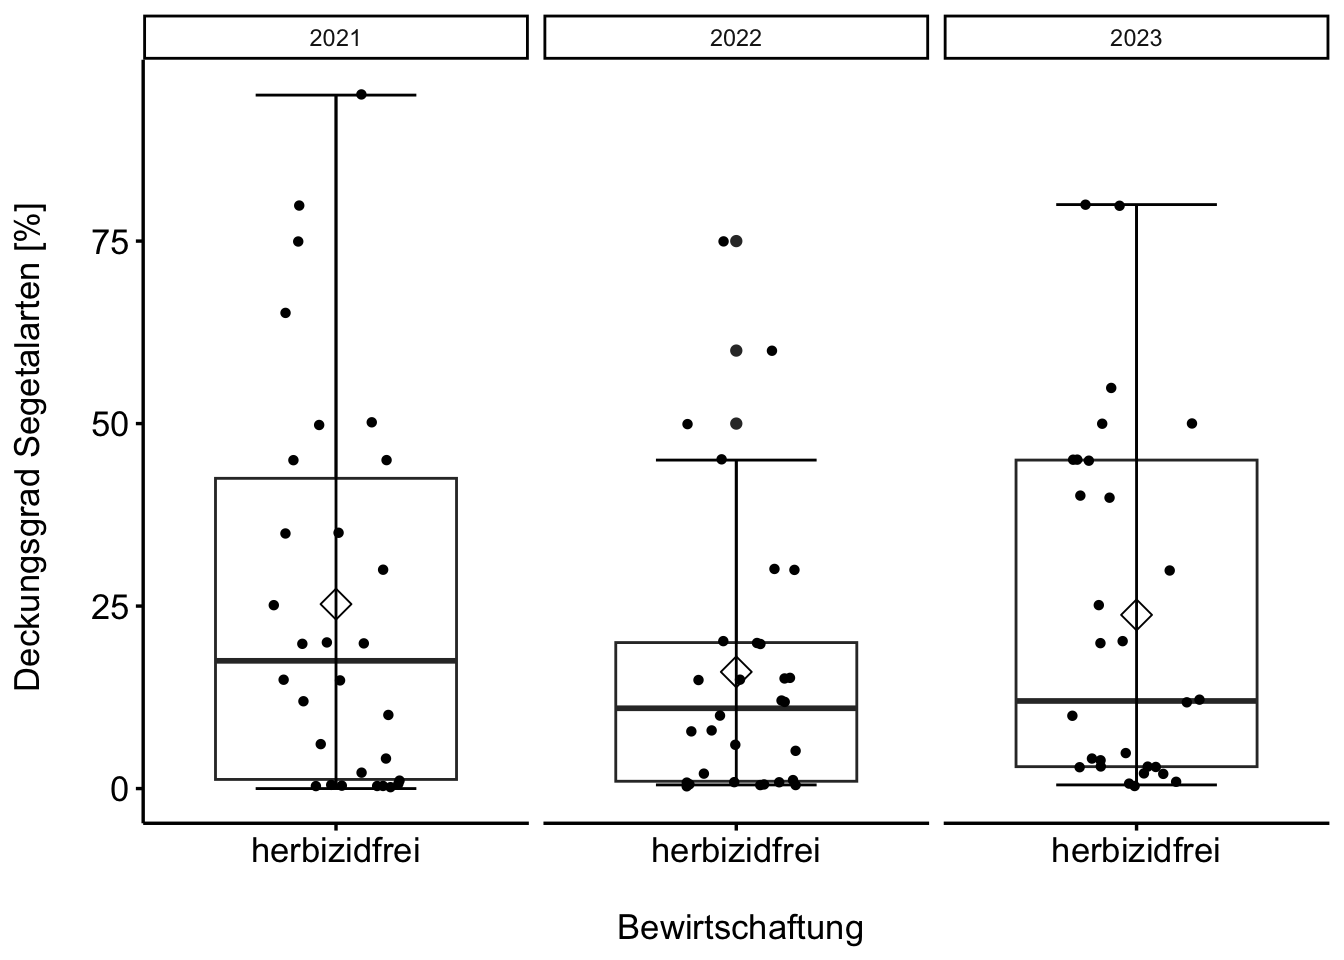 2021
2022
2023
Deckungsgrad Segetalarten [%]
75
50
25
0
herbizidfrei
herbizidfrei
herbizidfrei
Bewirtschaftung